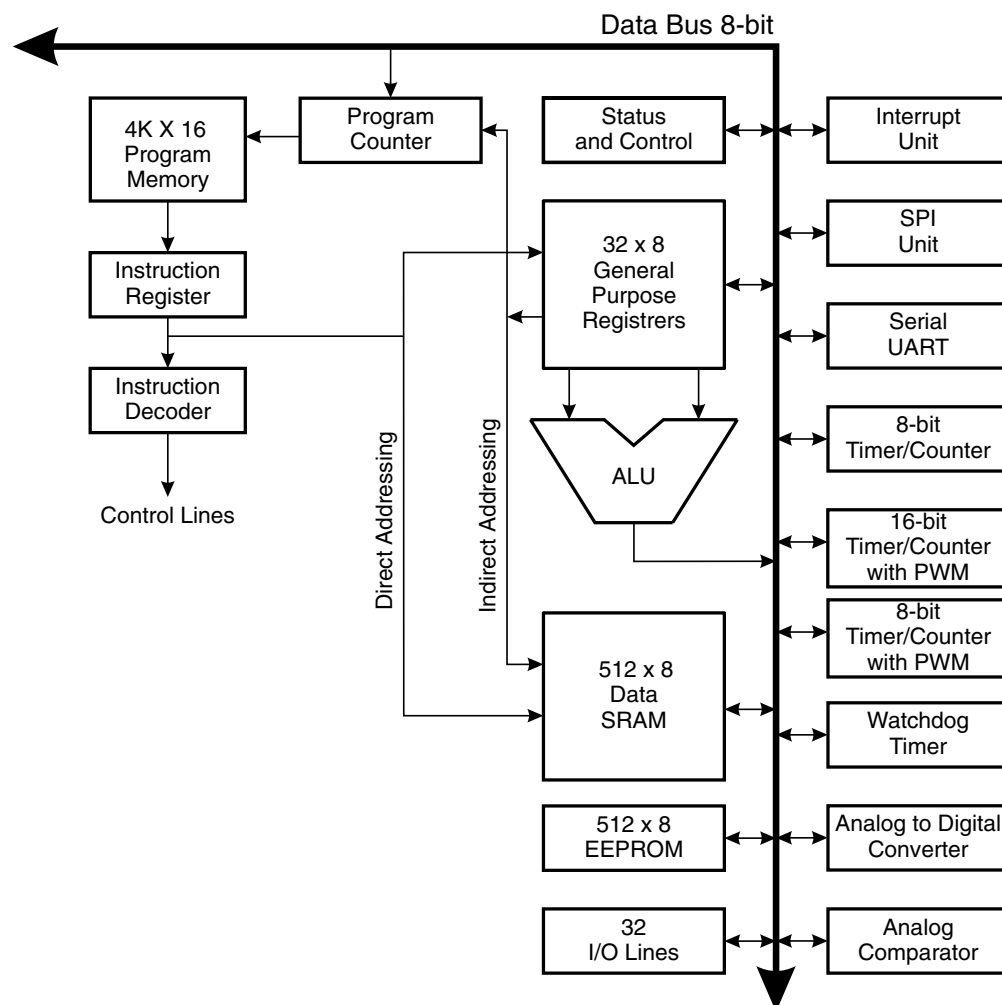 Data Bus 8-bit
4K X 16
Program
Memory
Program
Counter
Status
and Control
Interrupt
Unit
Instruction
Register
32 x 8
General
Purpose
Registrers
SPI
Unit
Serial
UART
Instruction
Decoder
Control Lines
Direct Addressing
Indirect Addressing
ALU
8-bit
Timer/Counter
16-bit
Timer/Counter
with PWM
8-bit
Timer/Counter
with PWM
512 x 8
Data
SRAM
Watchdog
Timer
512 x 8
EEPROM
Analog to Digital
Converter
32
I/O Lines
Analog
Comparator